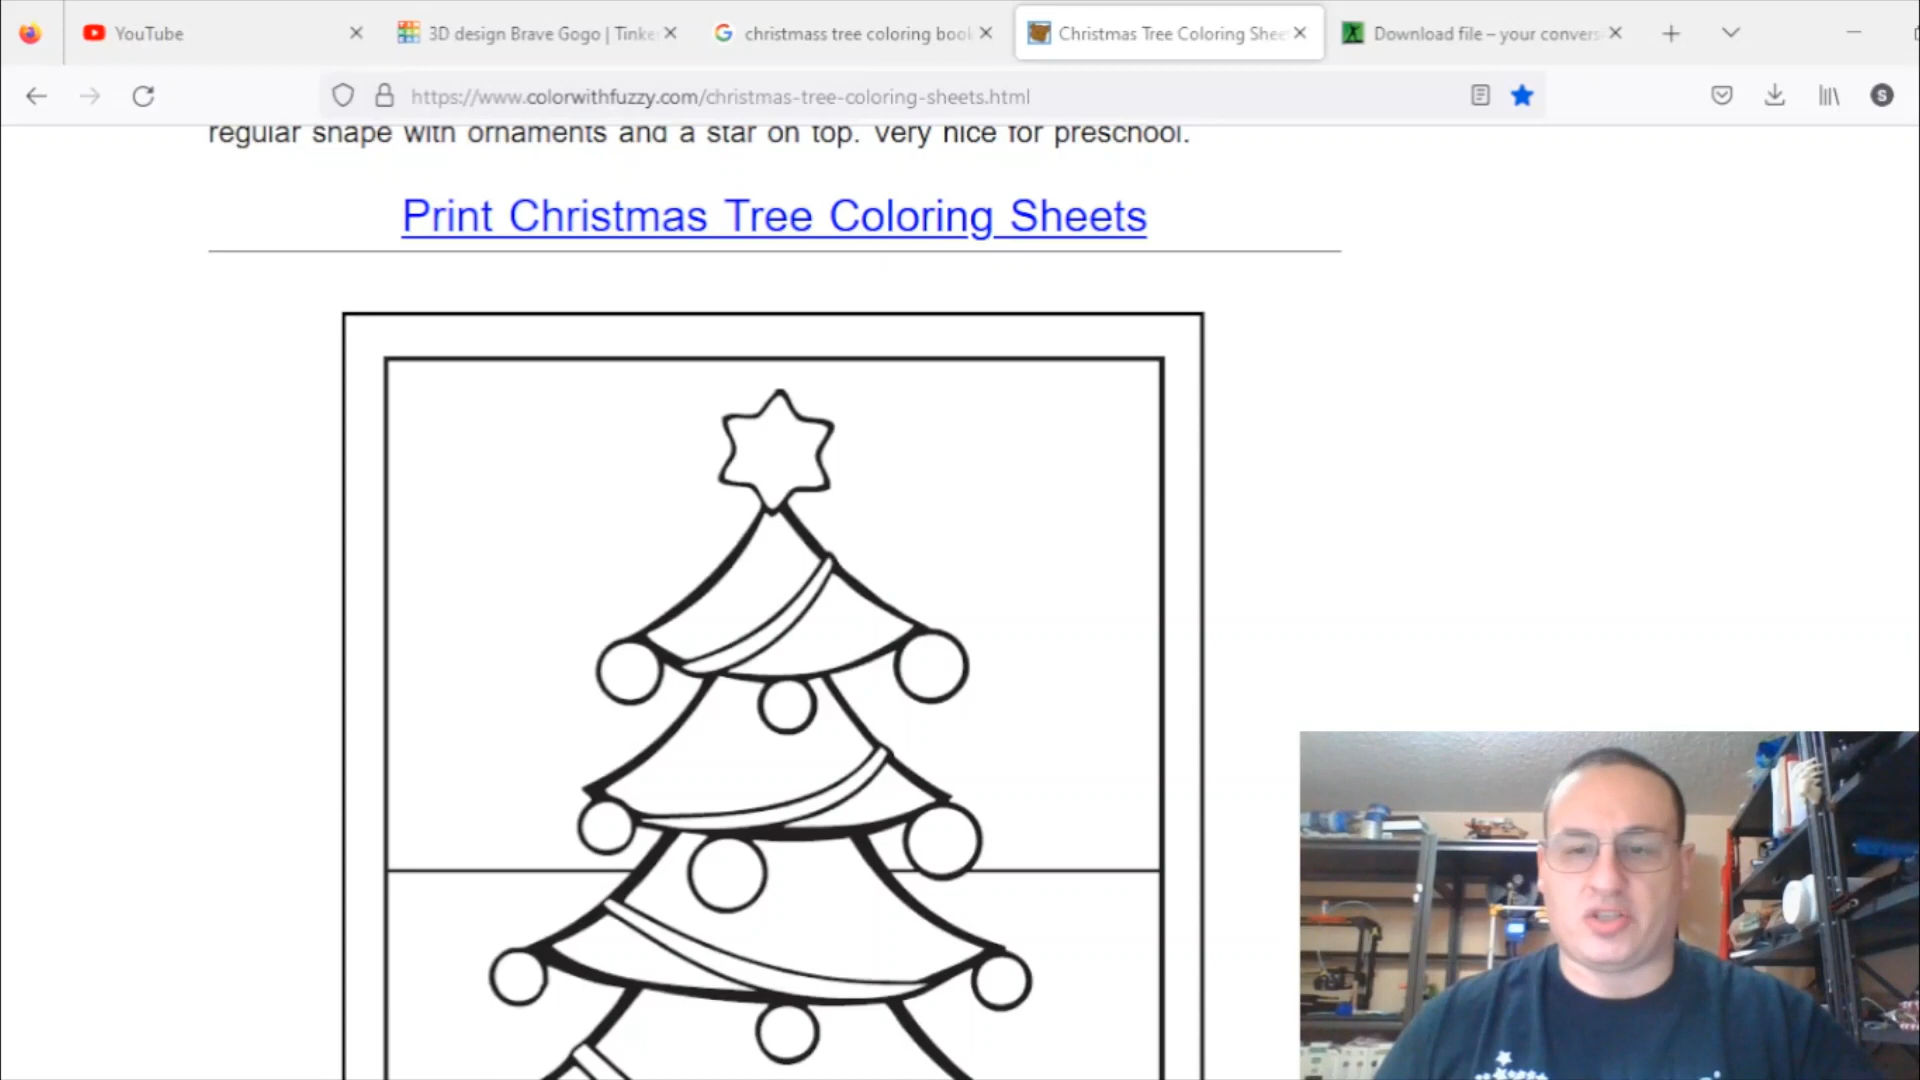 YouTube
3D design Brave Gogo | Tinke
christmass tree coloring boo
Christmas Tree Coloring Shee
Download file – your convers
https://www.colorwithfuzzy.com/christmas-tree-coloring-sheets.html
S
regular shape with ornaments and a star on top. Very nice for preschool.
Print Christmas Tree Coloring Sheets